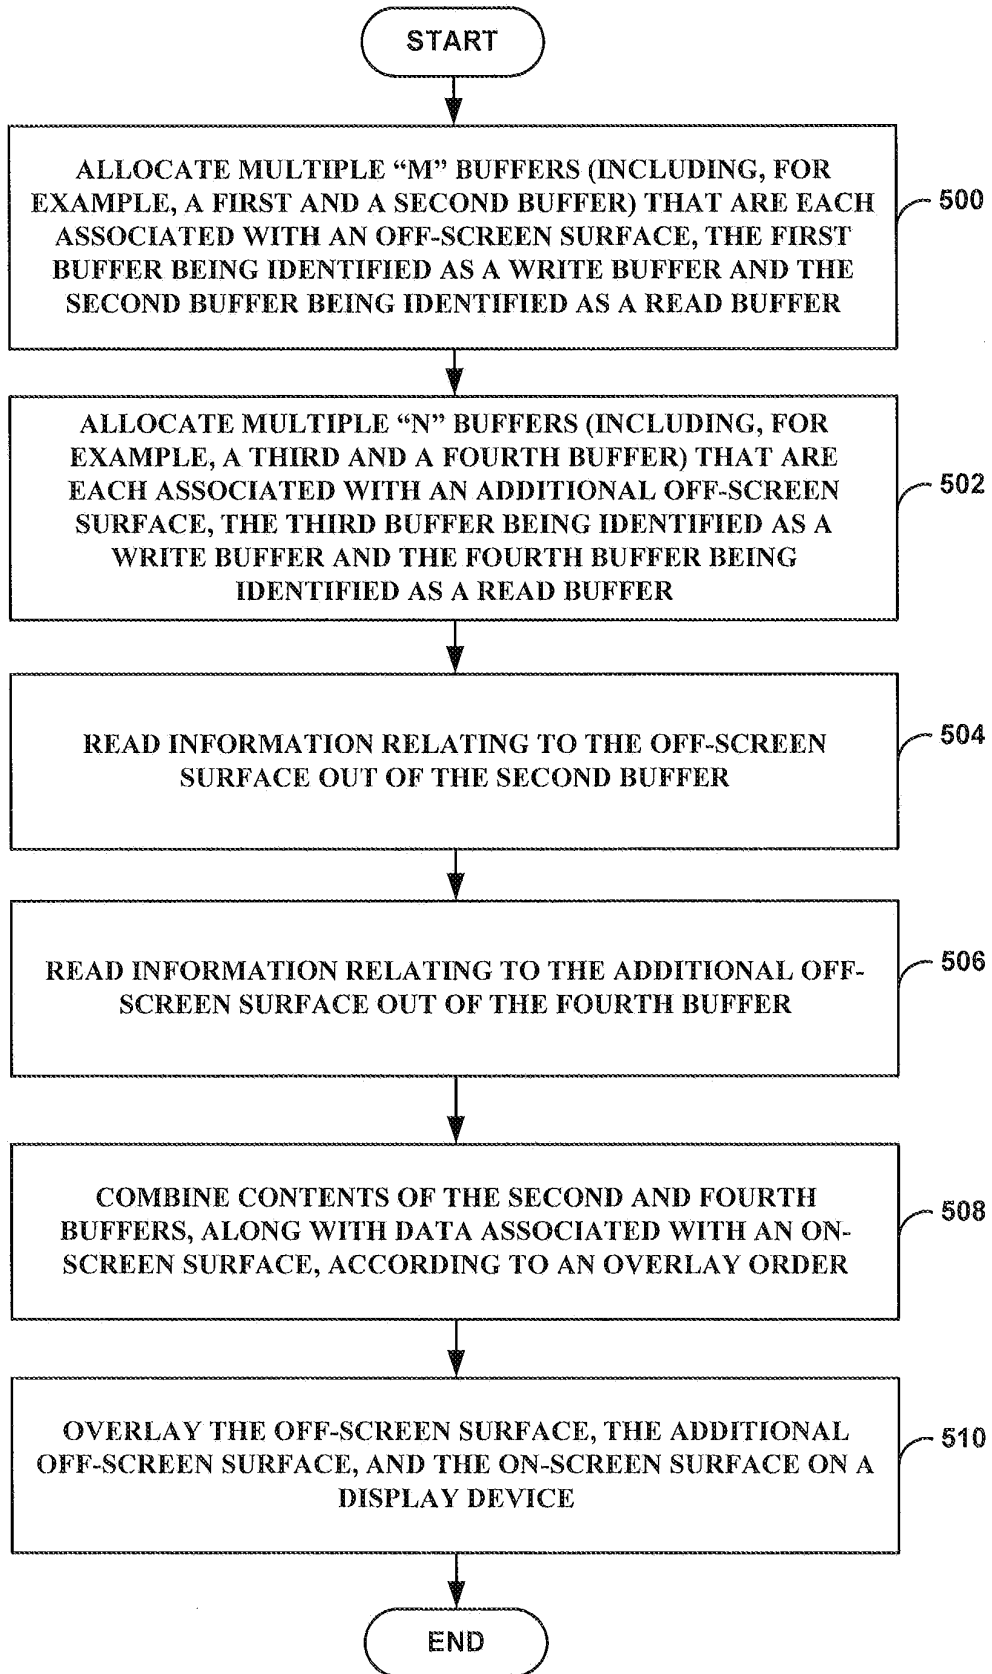 START
ALLOCATE MULTIPLE “M” BUFFERS (INCLUDING, FOR
EXAMPLE, A FIRST AND A SECOND BUFFER) THAT ARE EACH
ASSOCIATED WITH AN OFF-SCREEN SURFACE, THE FIRST
BUFFER BEING IDENTIFIED AS A WRITE BUFFER AND THE
SECOND BUFFER BEING IDENTIFIED AS A READ BUFFER
500
ALLOCATE MULTIPLE “N” BUFFERS (INCLUDING, FOR
EXAMPLE, A THIRD AND A FOURTH BUFFER) THAT ARE
EACH ASSOCIATED WITH AN ADDITIONAL OFF-SCREEN
SURFACE, THE THIRD BUFFER BEING IDENTIFIED AS A
WRITE BUFFER AND THE FOURTH BUFFER BEING
IDENTIFIED AS A READ BUFFER
502
READ INFORMATION RELATING TO THE OFF-SCREEN
SURFACE OUT OF THE SECOND BUFFER
504
READ INFORMATION RELATING TO THE ADDITIONAL OFF-
SCREEN SURFACE OUT OF THE FOURTH BUFFER
506
COMBINE CONTENTS OF THE SECOND AND FOURTH
BUFFERS, ALONG WITH DATA ASSOCIATED WITH AN ON-
SCREEN SURFACE, ACCORDING TO AN OVERLAY ORDER
508
OVERLAY THE OFF-SCREEN SURFACE, THE ADDITIONAL
OFF-SCREEN SURFACE, AND THE ON-SCREEN SURFACE ON A
DISPLAY DEVICE
510
END